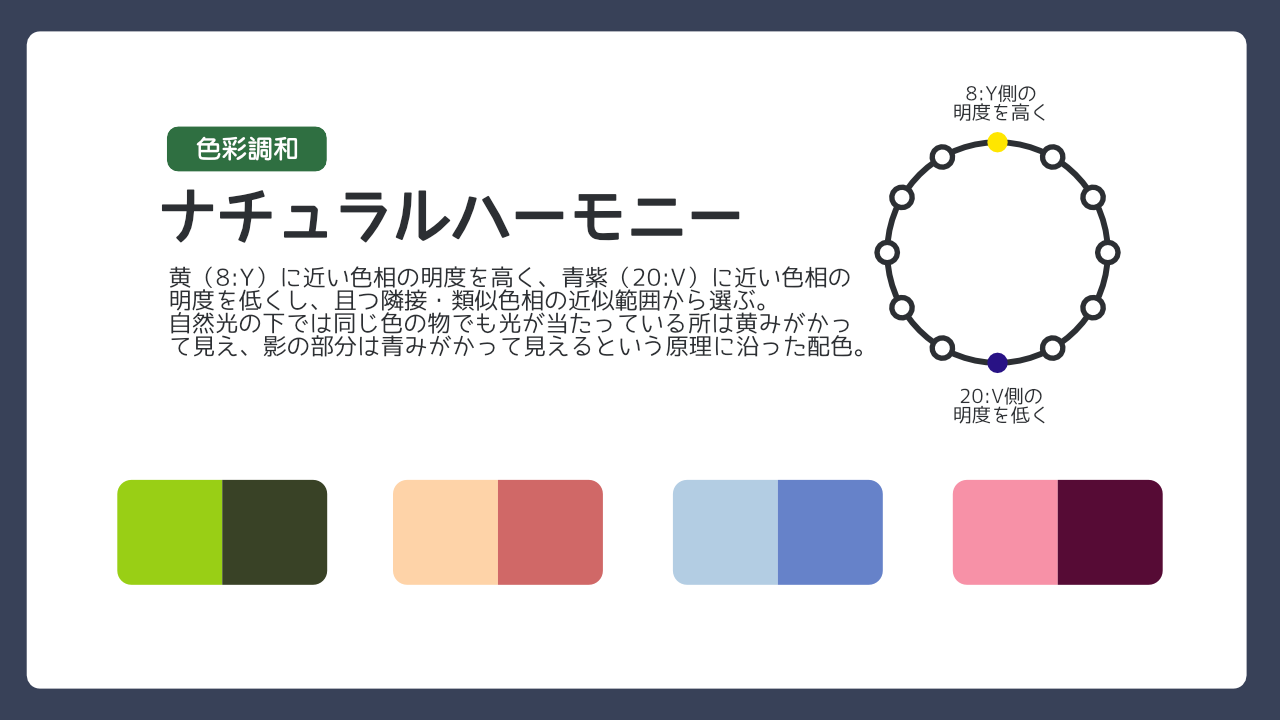 色彩調和
ナチュラルハーモニー
黄（8:Y）に近い色相の明度を高く、青紫（20:V）に近い色相の
明度を低くし、且つ隣接・類似色相の近似範囲から選ぶ。
自然光の下では同じ色の物でも光が当たっている所は黄みがかっ
て見え、影の部分は青みがかって見えるという原理に沿った配色。
8:Y側の
明度を高く
20:V側の
明度を低く